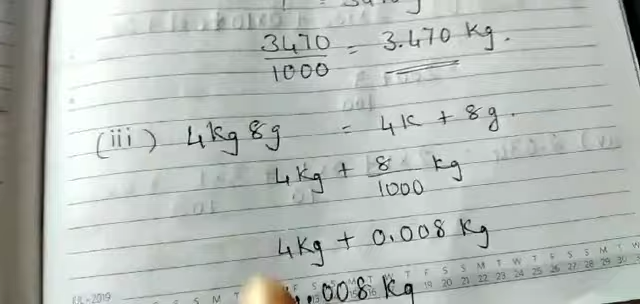 3470/1000 = 3.470 Kg.
(iii) 4Kg 8g = 4K + 8g.
4Kg + 8/1000 Kg
4Kg + 0.008 Kg
.008 Kg